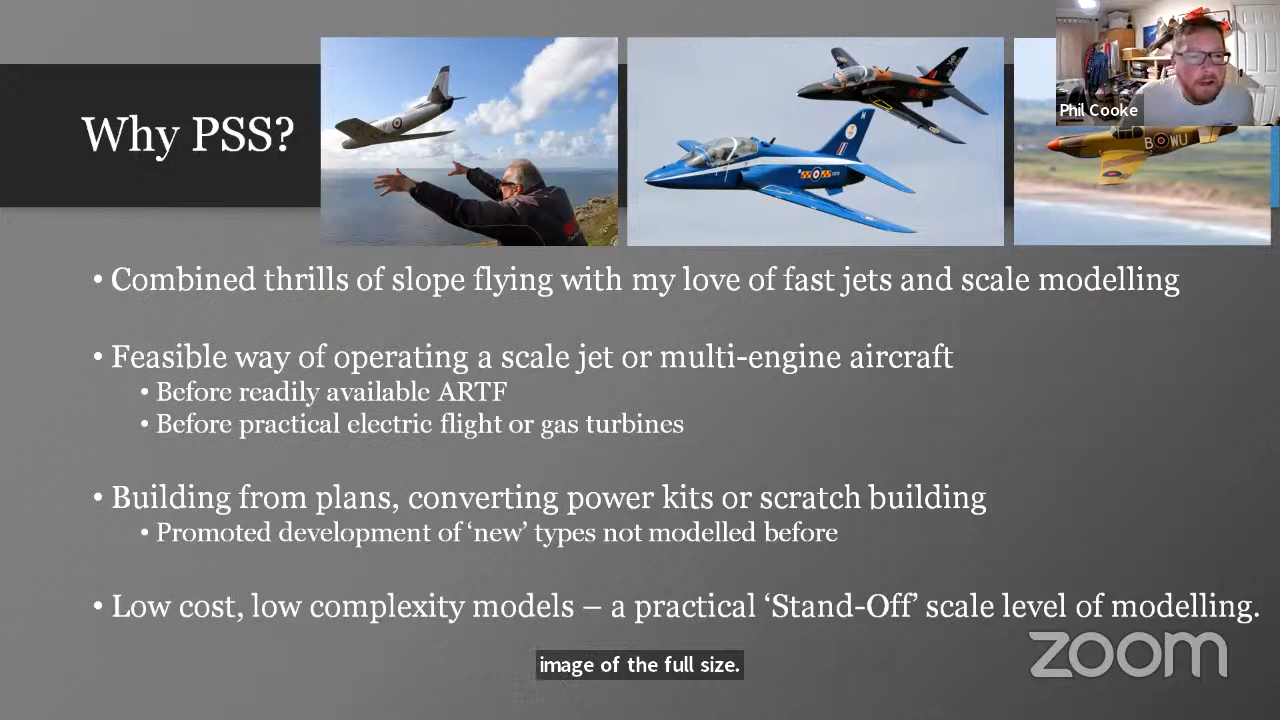 Why PSS?
Phil Cooke
B WU
• Combined thrills of slope flying with my love of fast jets and scale modelling
• Feasible way of operating a scale jet or multi-engine aircraft
• Before readily available ARTF
• Before practical electric flight or gas turbines
• Building from plans, converting power kits or scratch building
• Promoted development of ‘new’ types not modelled before
• Low cost, low complexity models – a practical ‘Stand-Off’ scale level of modelling.
image of the full size.
zoom